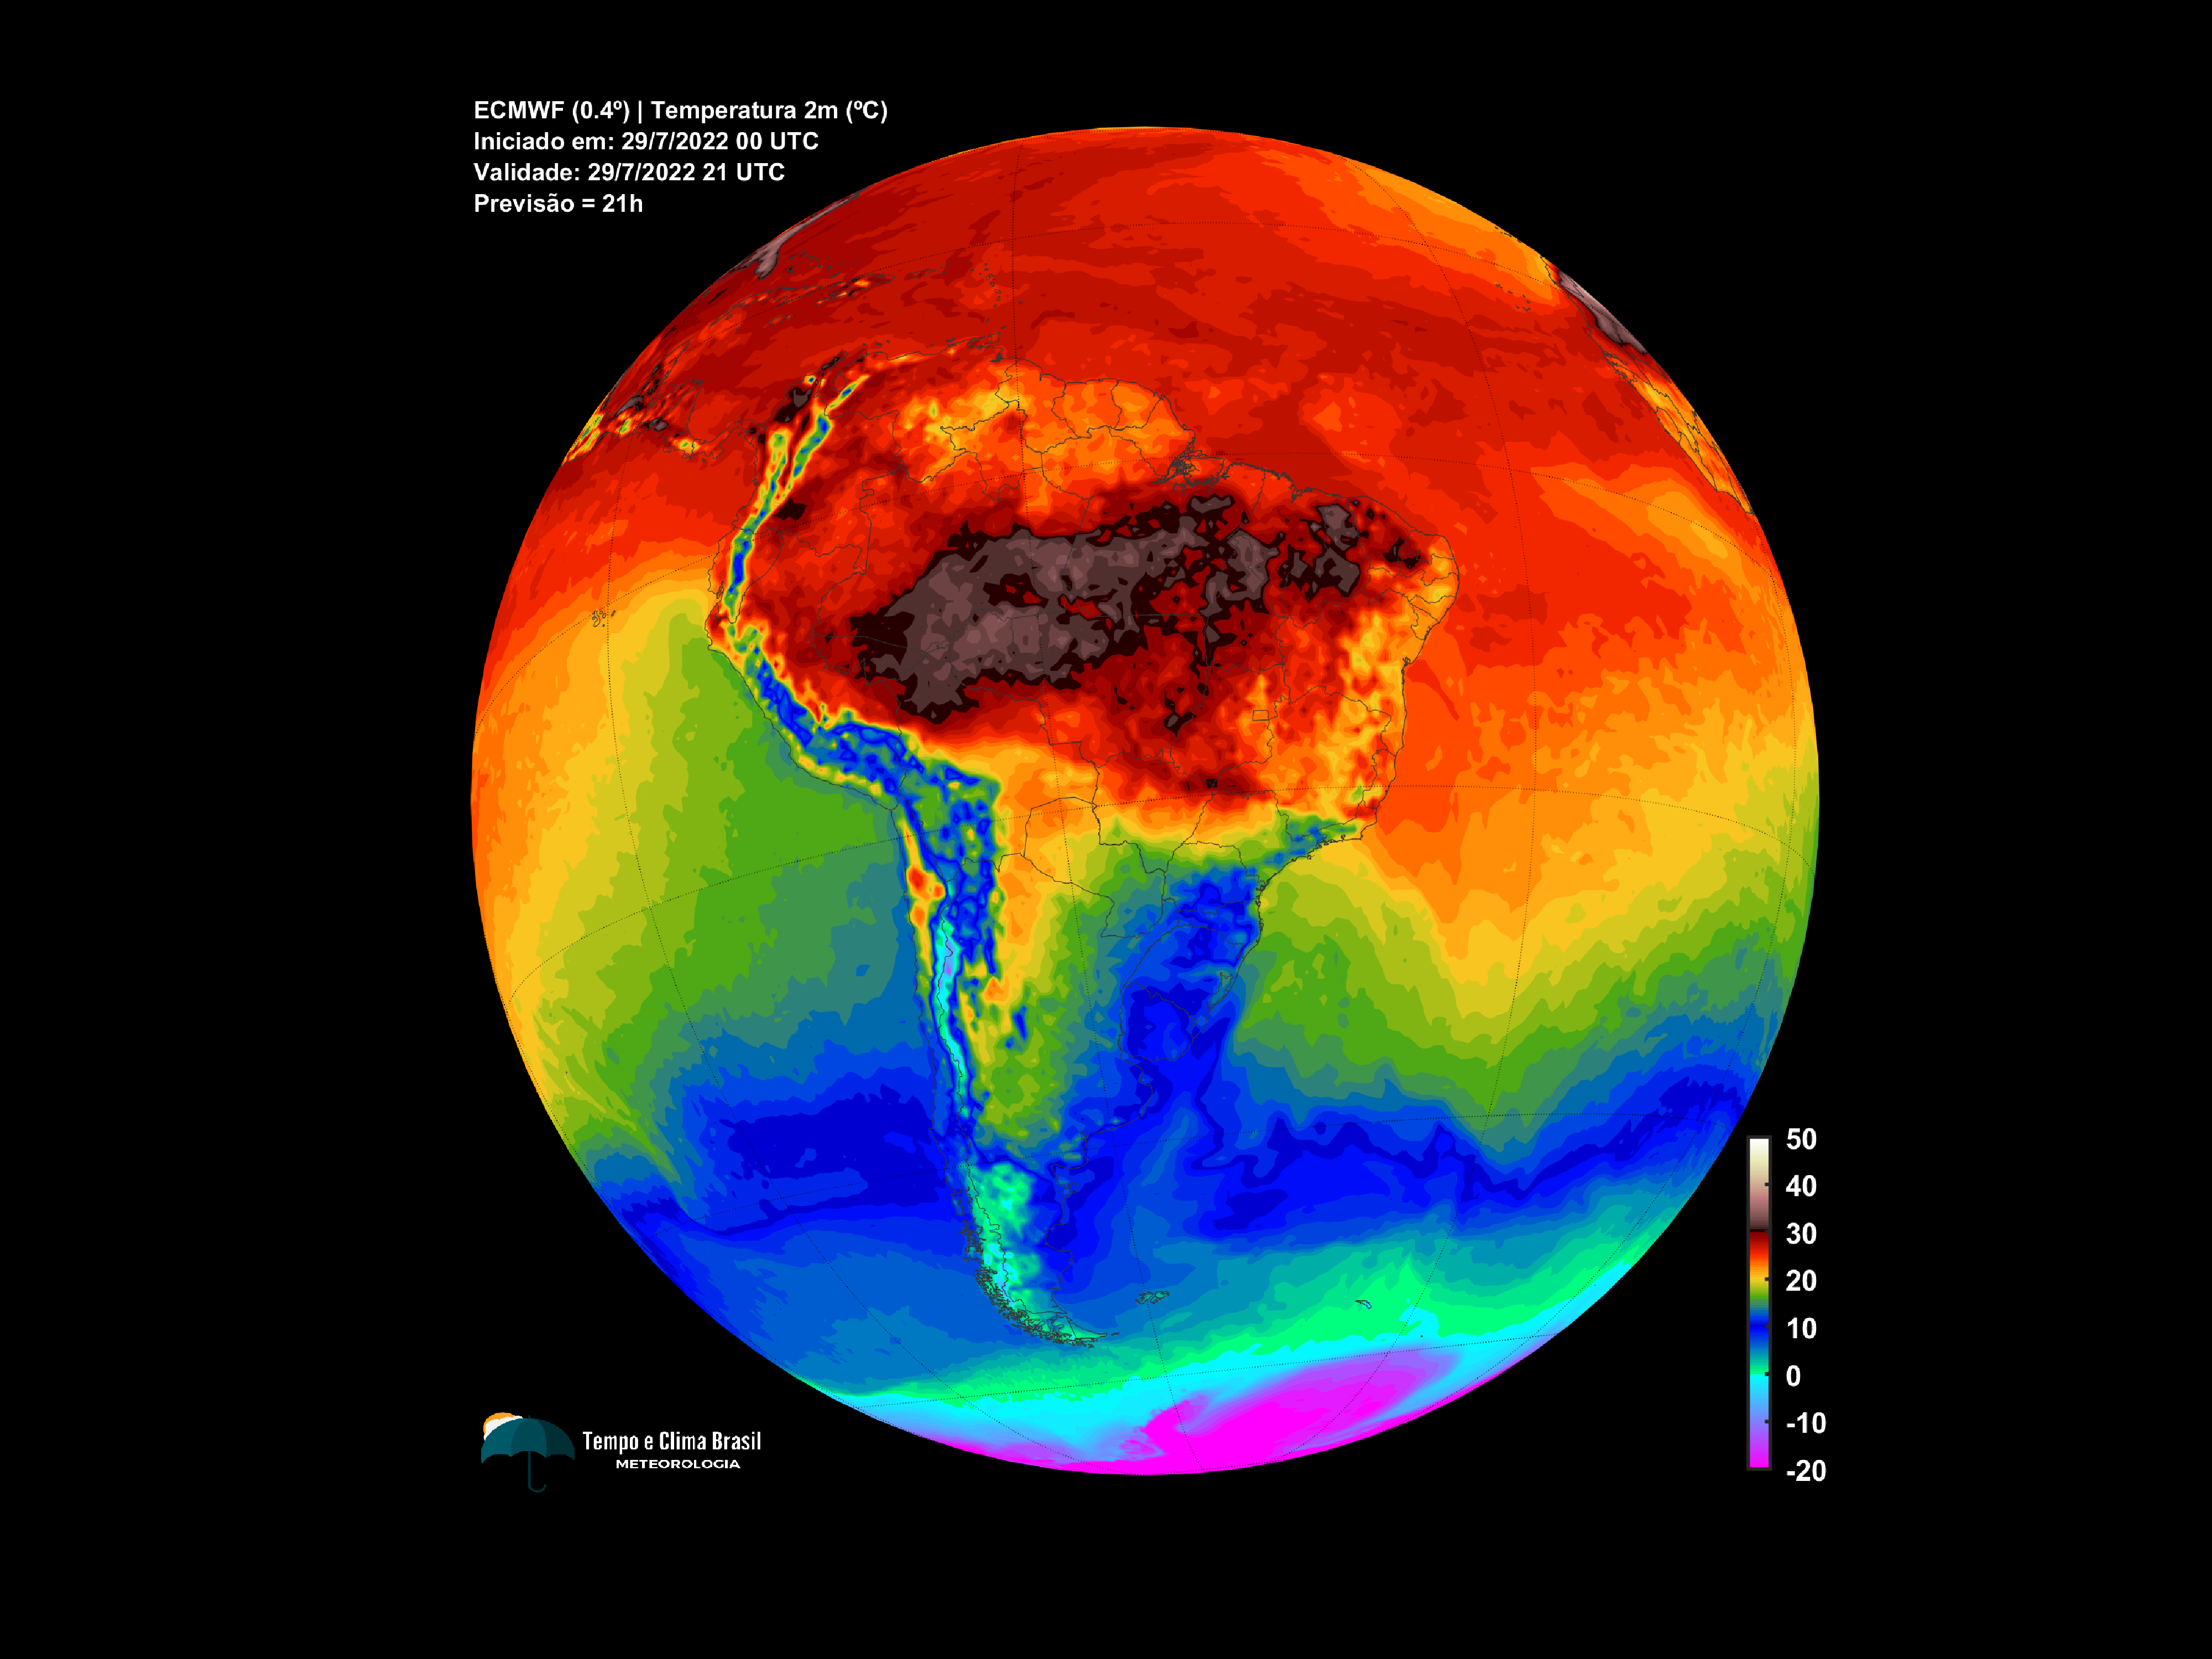 ECMWF (0.4º) | Temperatura 2m (ºC)
Iniciado em: 29/7/2022 00 UTC
Validade: 29/7/2022 21 UTC
Previsão = 21h
50
40
30
20
10
0
-10
-20
Tempo e Clima Brasil
METEOROLOGIA